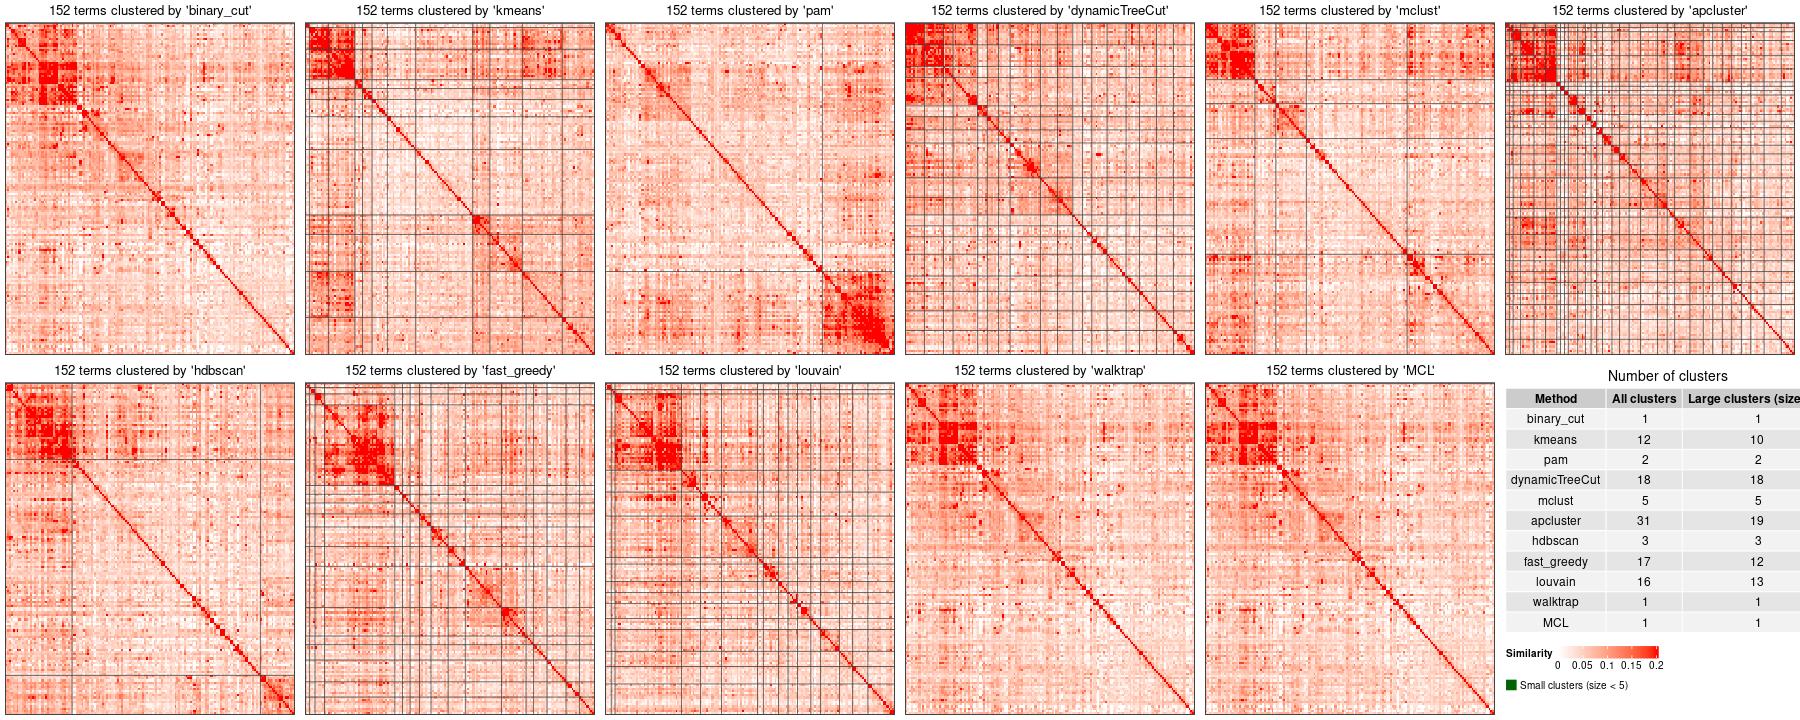 152 terms clustered by 'binary_cut'
152 terms clustered by 'kmeans'
152 terms clustered by 'pam'
152 terms clustered by 'dynamicTreeCut'
152 terms clustered by 'mclust'
152 terms clustered by 'apcluster'
152 terms clustered by 'hdbscan'
152 terms clustered by 'fast_greedy'
152 terms clustered by 'louvain'
152 terms clustered by 'walktrap'
152 terms clustered by 'MCL'
Number of clusters
Method All clusters Large clusters (size
binary_cut 1 1
kmeans 12 10
pam 2 2
dynamicTreeCut 18 18
mclust 5 5
apcluster 31 19
hdbscan 3 3
fast_greedy 17 12
louvain 16 13
walktrap 1 1
MCL 1 1
Similarity
0 0.05 0.1 0.15 0.2
Small clusters (size < 5)